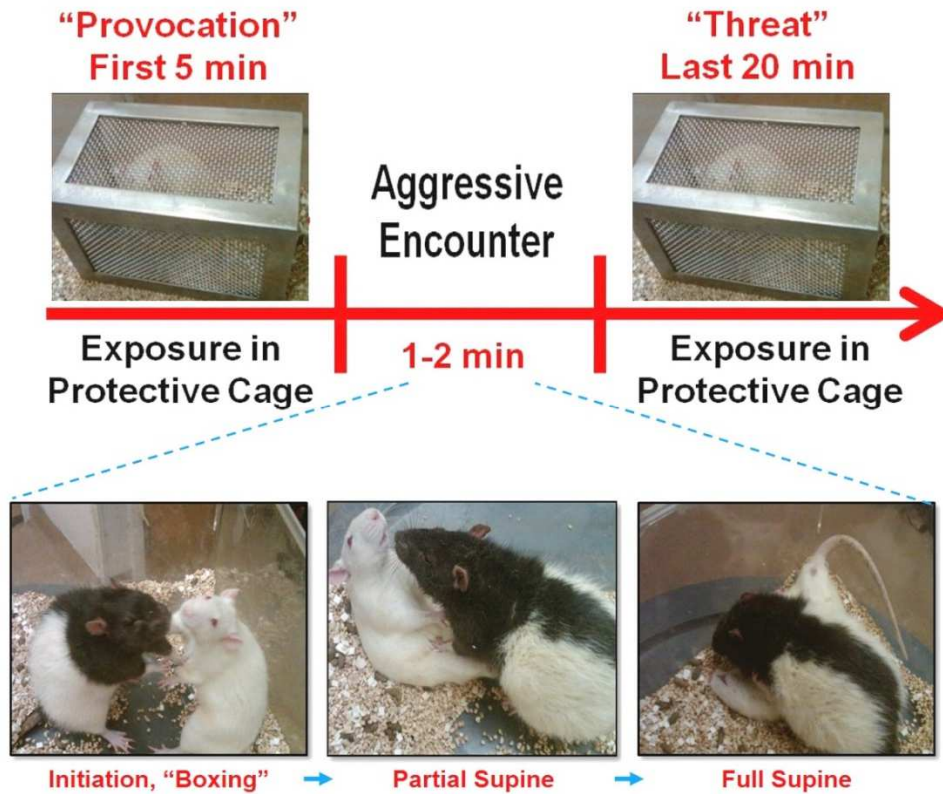 “Provocation”
First 5 min
“Threat”
Last 20 min
Aggressive
Encounter
Exposure in
Protective Cage
1-2 min
Exposure in
Protective Cage
Initiation, “Boxing”
Partial Supine
Full Supine